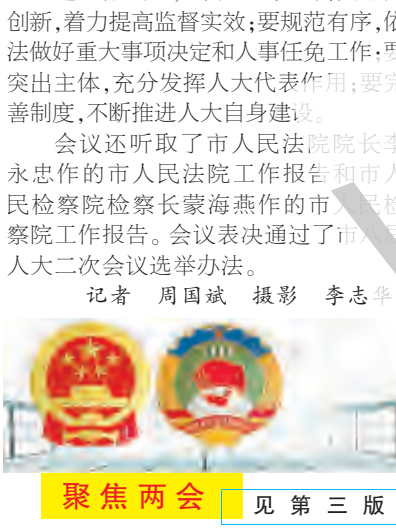 创新,着力提高监督实效;要规范有序,依
法做好重大事项决定和人事任免工作;要
突出主体,充分发挥人大代表作用;要完
善制度,不断推进人大自身建设。
会议还听取了市人民法院院长李
永忠作的市人民法院工作报告和市人
民检察院检察长蒙海燕作的市人民检
察院工作报告。会议表决通过了市八届
人大二次会议选举办法。
记者 周国斌 摄影 李志华
聚焦两会
见第三版